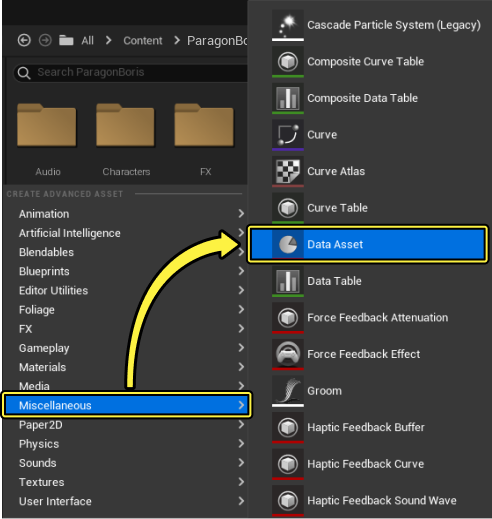 All > Content > ParagonBo
Search ParagonBoris
Audio
Characters
FX
CREATE ADVANCED ASSET
Animation
Artificial Intelligence
Blendables
Blueprints
Editor Utilities
Foliage
FX
Gameplay
Materials
Media
Miscellaneous
Paper2D
Physics
Sounds
Textures
User Interface
Cascade Particle System (Legacy)
Composite Curve Table
Composite Data Table
Curve
Curve Atlas
Curve Table
Data Asset
Data Table
Force Feedback Attenuation
Force Feedback Effect
Groom
Haptic Feedback Buffer
Haptic Feedback Curve
Haptic Feedback Sound Wave